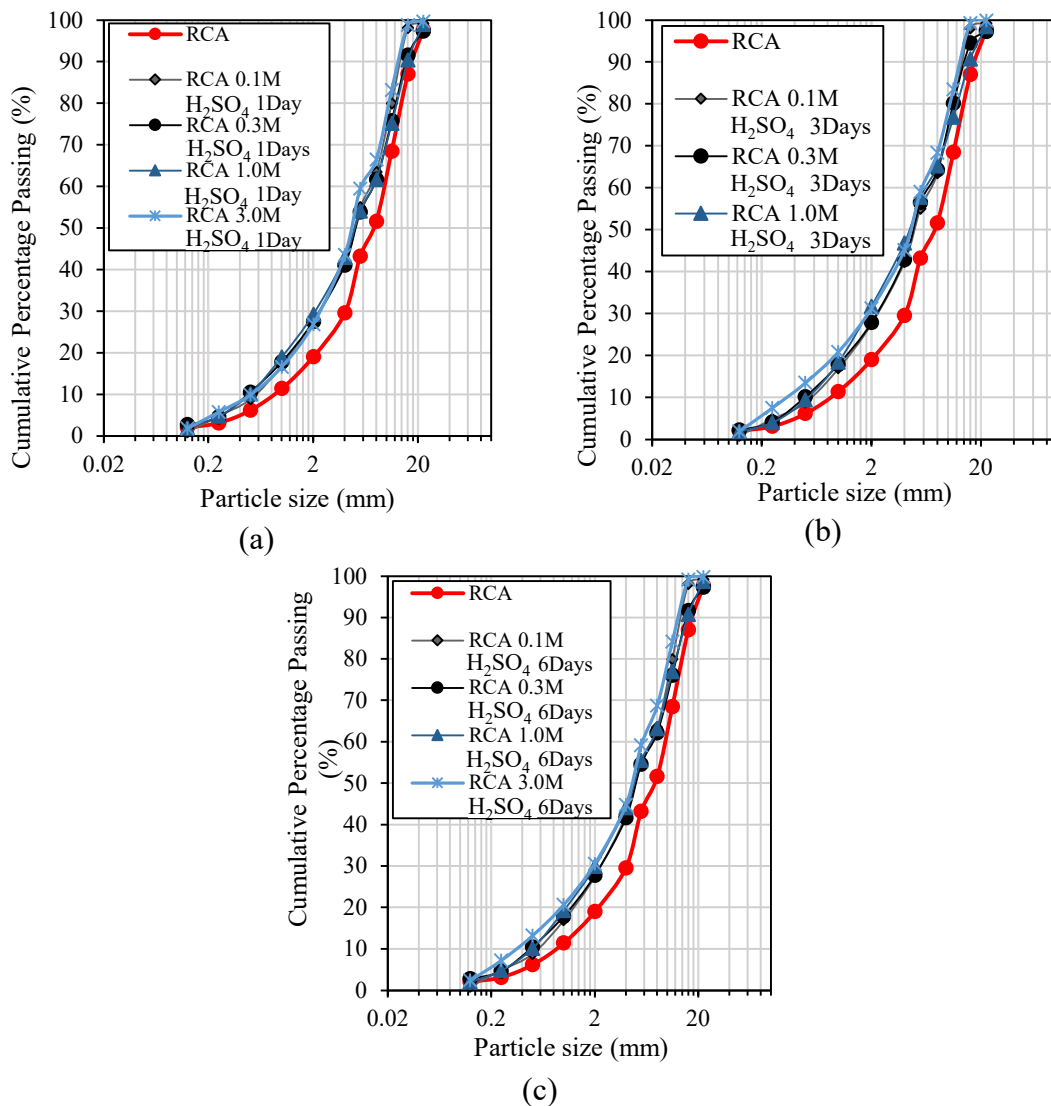 (a)
100
90
80
70
60
50
40
30
20
10
0
Cumulative Percentage Passing (%)
RCA
RCA 0.1M
H₂SO₄ 1Day
RCA 0.3M
H₂SO₄ 1Days
RCA 1.0M
H₂SO₄ 1Day
RCA 3.0M
H₂SO₄ 1Day
0.02 0.2 2 20
Particle size (mm)
(a)
(b)
100
90
80
70
60
50
40
30
20
10
0
Cumulative Percentage Passing (%)
RCA
RCA 0.1M
H₂SO₄ 3Days
RCA 0.3M
H₂SO₄ 3Days
RCA 1.0M
H₂SO₄ 3Days
0.02 0.2 2 20
Particle size (mm)
(b)
100
90
80
70
60
50
40
30
20
10
0
Cumulative Percentage Passing
(%)
RCA
RCA 0.1M
H₂SO₄ 6Days
RCA 0.3M
H₂SO₄ 6Days
RCA 1.0M
H₂SO₄ 6Days
RCA 3.0M
H₂SO₄ 6Days
0.02 0.2 2 20
Particle size (mm)
(c)